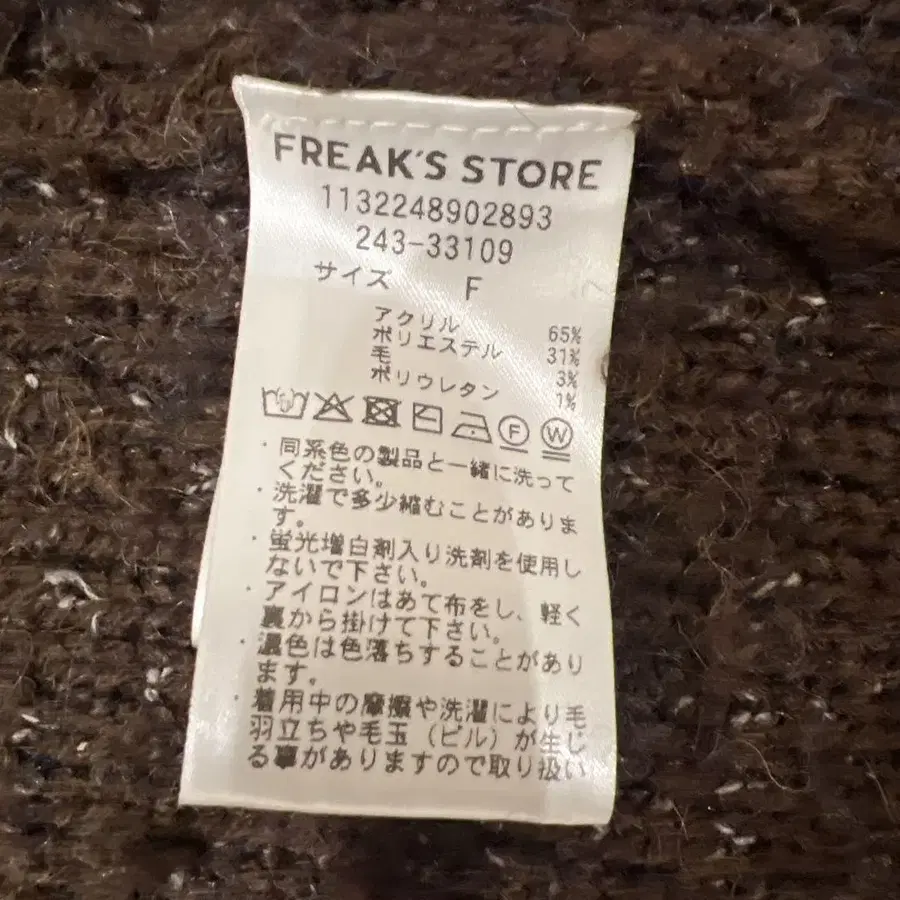 FREAK'S STORE
1132248902893
243-33109
サイズ F
アクリル 65%
ポリエステル 31%
毛 3%
ポリウレタン 1%
F W
・同系色の製品と一緒に洗って
ください。
・洗濯で多少縮むことがありま
す。
・蛍光増白剤入り洗剤を使用し
ないで下さい。
・アイロンはあて布をし、軽く
裏から掛けて下さい。
・濃色は色落ちすることがあり
ます。
・着用中の摩擦や洗濯により毛
羽立ちや毛玉（ピル）が生じ
る事がありますので取り扱い